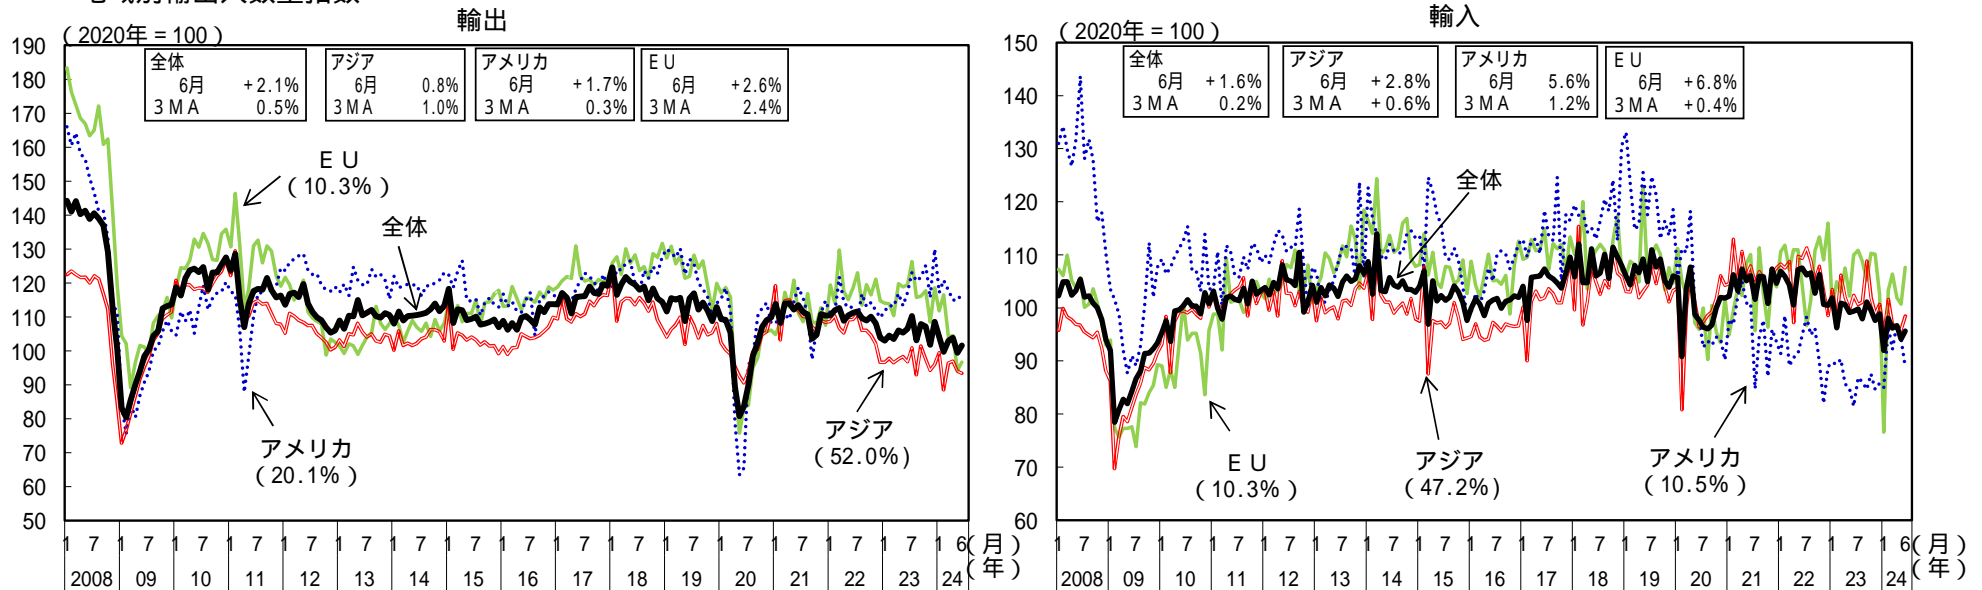 地域別輸出入数量指数
輸出
（2020年＝100）
190
180
170
160
150
140
130
120
110
100
90
80
70
60
50
全体
6月 +2.1%
３ＭＡ 0.5%
アジア
6月 0.8%
３ＭＡ 1.0%
アメリカ
6月 +1.7%
３ＭＡ 0.3%
ＥＵ
6月 +2.6%
３ＭＡ 2.4%
ＥＵ
（10.3%）
全体
アメリカ
（20.1%）
アジア
（52.0%）
1 7 1 7 1 7 1 7 1 7 1 7 1 7 1 7 1 7 1 7 1 7 1 7 1 7 1 7 1 7 1 7 1 6（月）
2008 09 10 11 12 13 14 15 16 17 18 19 20 21 22 23 24（年）
輸入
（2020年＝100）
150
140
130
120
110
100
90
80
70
60
全体
6月 +1.6%
３ＭＡ 0.2%
アジア
6月 +2.8%
３ＭＡ +0.6%
アメリカ
6月 5.6%
３ＭＡ 1.2%
ＥＵ
6月 +6.8%
３ＭＡ +0.4%
全体
ＥＵ
（10.3%）
アジア
（47.2%）
アメリカ
（10.5%）
1 7 1 7 1 7 1 7 1 7 1 7 1 7 1 7 1 7 1 7 1 7 1 7 1 7 1 7 1 7 1 7 1 6（月）
2008 09 10 11 12 13 14 15 16 17 18 19 20 21 22 23 24（年）